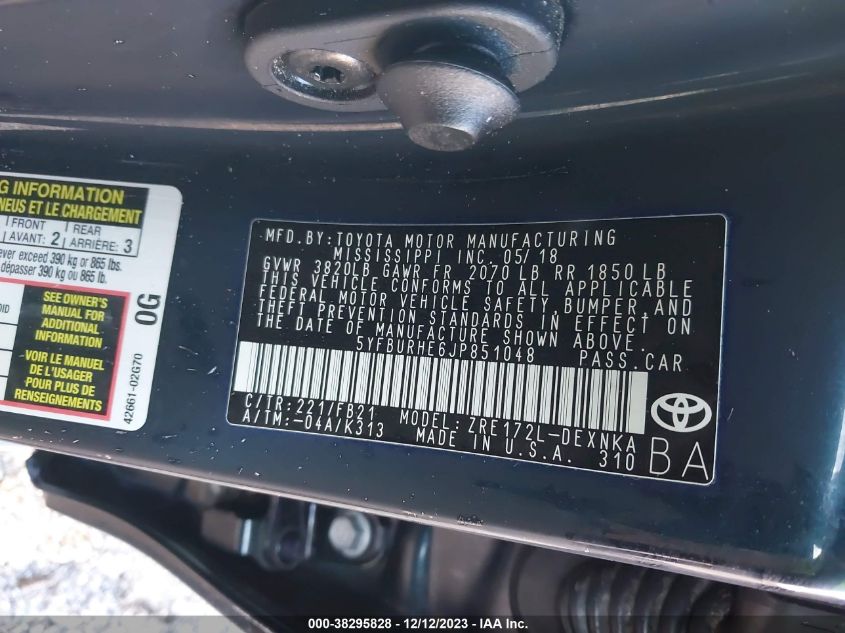 G INFORMATION
NEUS ET LE CHARGEMENT
FRONT
AVANT: 2
REAR
ARRIÈRE: 3
ever exceed 390 kg or 865 lbs.
dépasser 390 kg ou 865 lb.
SEE OWNER'S
MANUAL FOR
ADDITIONAL
INFORMATION
VOIR LE MANUEL
DE L'USAGER
POUR PLUS DE
RENSEIGNEMENTS
0G
42661-02G70
MFD.BY:TOYOTA MOTOR MANUFACTURING
MISSISSIPPI INC. 05/18
GVWR 3820LB GAWR FR 2070 LB RR 1850 LB
THIS VEHICLE CONFORMS TO ALL APPLICABLE
FEDERAL MOTOR VEHICLE SAFETY,BUMPER,AND
THEFT PREVENTION STANDARDS IN EFFECT ON
THE DATE OF MANUFACTURE SHOWN ABOVE.
5YFBURHE6JP851048 PASS.CAR
C/TR:221/FB21 MODEL:ZRE172L-DEXNKA
A/TM:-04A/K313 MADE IN U.S.A. 310
BA
000-38295828 - 12/12/2023 - IAA Inc.